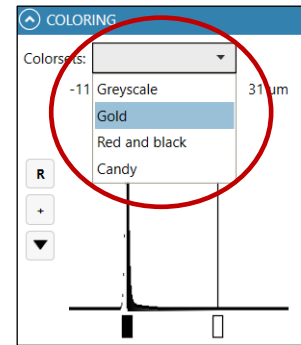 COLORING
Colorsets:
-11 Greyscale 31 um
Gold
Red and black
Candy
R
+